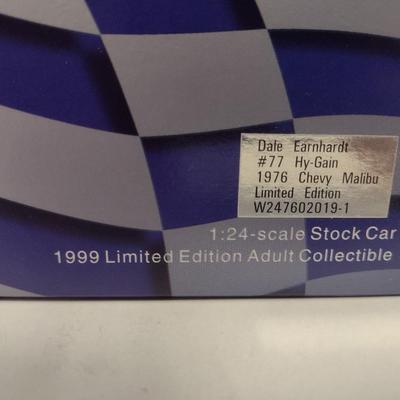 Dale Earnhardt
#77 Hy-Gain
1976 Chevy Malibu
Limited Edition
W247602019-1
1:24-scale Stock Car
1999 Limited Edition Adult Collectible